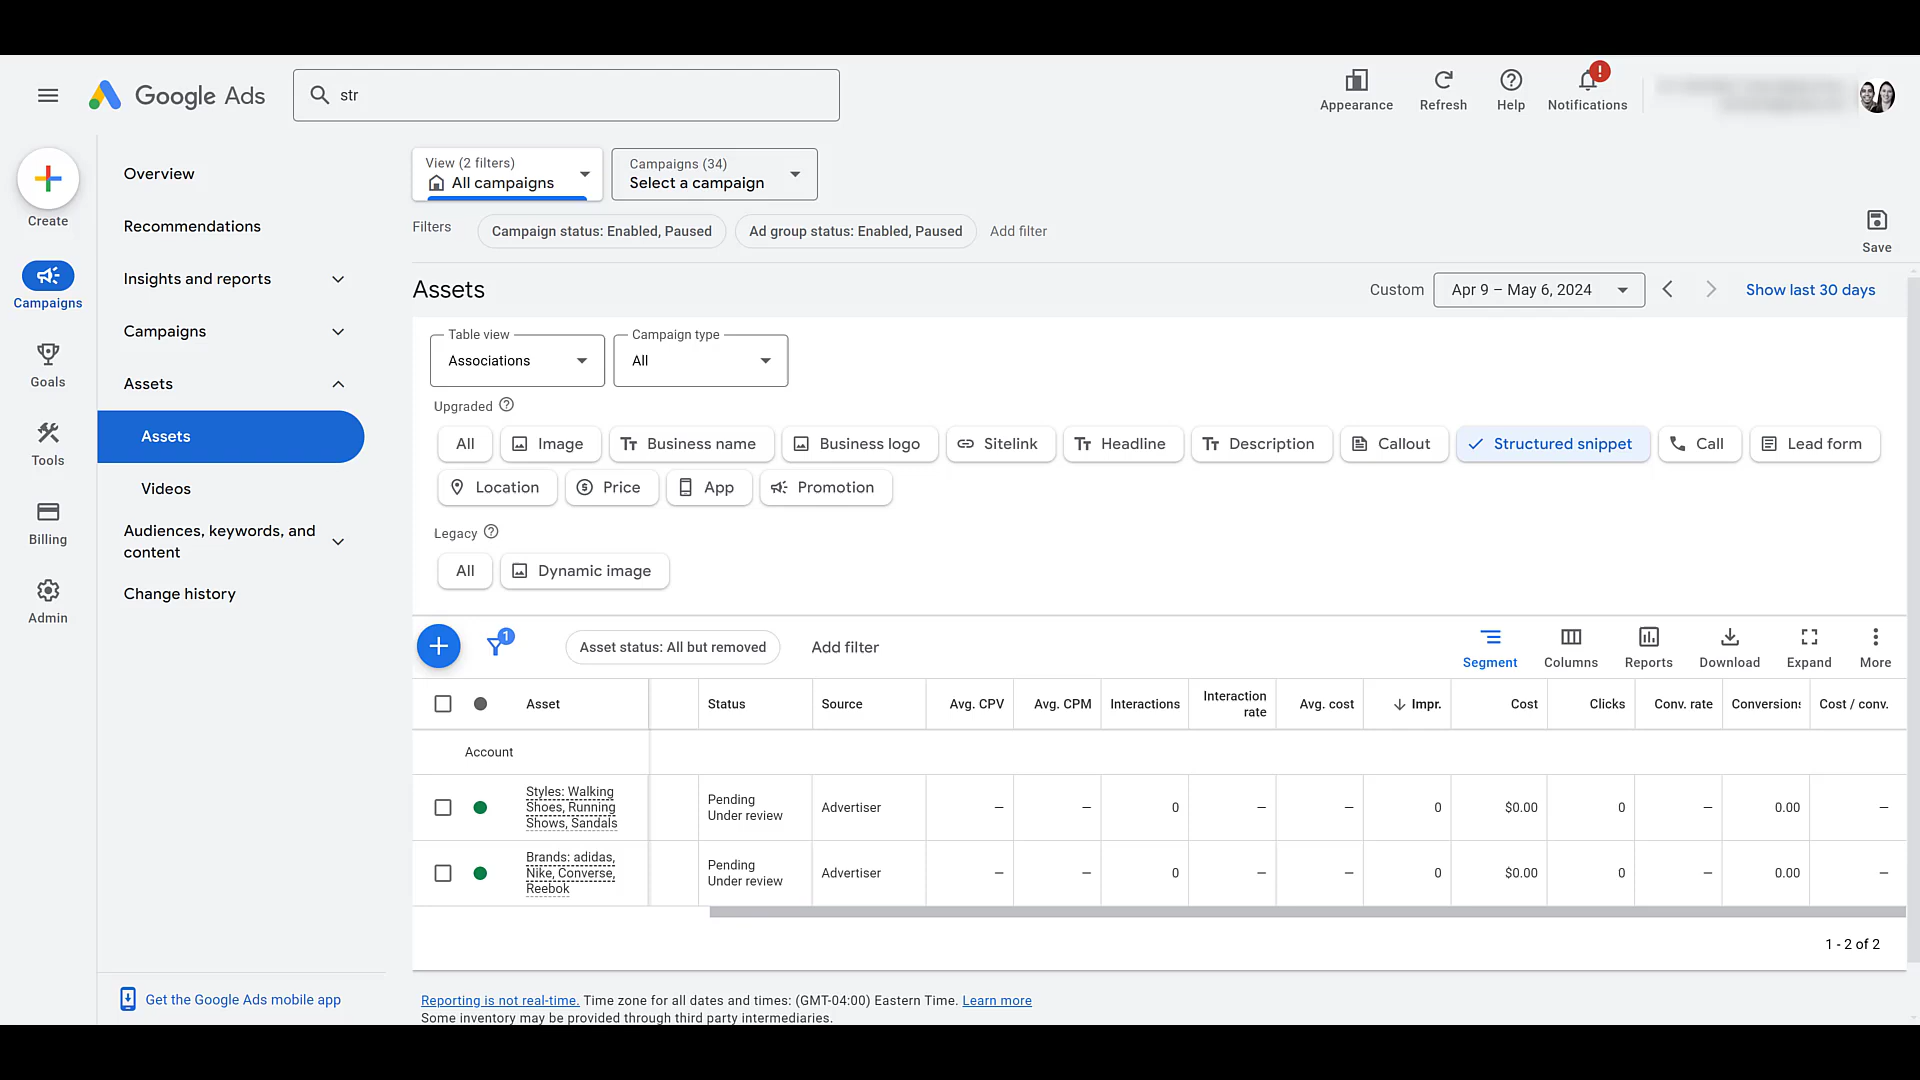 Google Ads
str
Appearance
Refresh
Help
!
Notifications
Create
Campaigns
Goals
Tools
Billing
Admin
Overview
Recommendations
Insights and reports
Campaigns
Assets
Assets
Videos
Audiences, keywords, and
content
Change history
Get the Google Ads mobile app
View (2 filters)
All campaigns
Campaigns (34)
Select a campaign
Filters
Campaign status: Enabled, Paused
Ad group status: Enabled, Paused
Add filter
Save
Assets
Custom
Apr 9 – May 6, 2024
Show last 30 days
Table view
Associations
Campaign type
All
Upgraded
All
Image
Business name
Business logo
Sitelink
Headline
Description
Callout
Structured snippet
Call
Lead form
Location
Price
App
Promotion
Legacy
All
Dynamic image
1
Asset status: All but removed
Add filter
Segment
Columns
Reports
Download
Expand
More
Asset Status Source Avg. CPV Avg. CPM Interactions Interaction rate Avg. cost Impr. Cost Clicks Conv. rate Conversions Cost / conv.
Account
Styles: Walking
Shoes, Running
Shows, Sandals
Pending
Under review
Advertiser — — 0 — — 0 $0.00 0 — 0.00 —
Brands: adidas,
Nike, Converse,
Reebok
Pending
Under review
Advertiser — — 0 — — 0 $0.00 0 — 0.00 —
1 - 2 of 2
Reporting is not real-time. Time zone for all dates and times: (GMT-04:00) Eastern Time. Learn more
Some inventory may be provided through third party intermediaries.